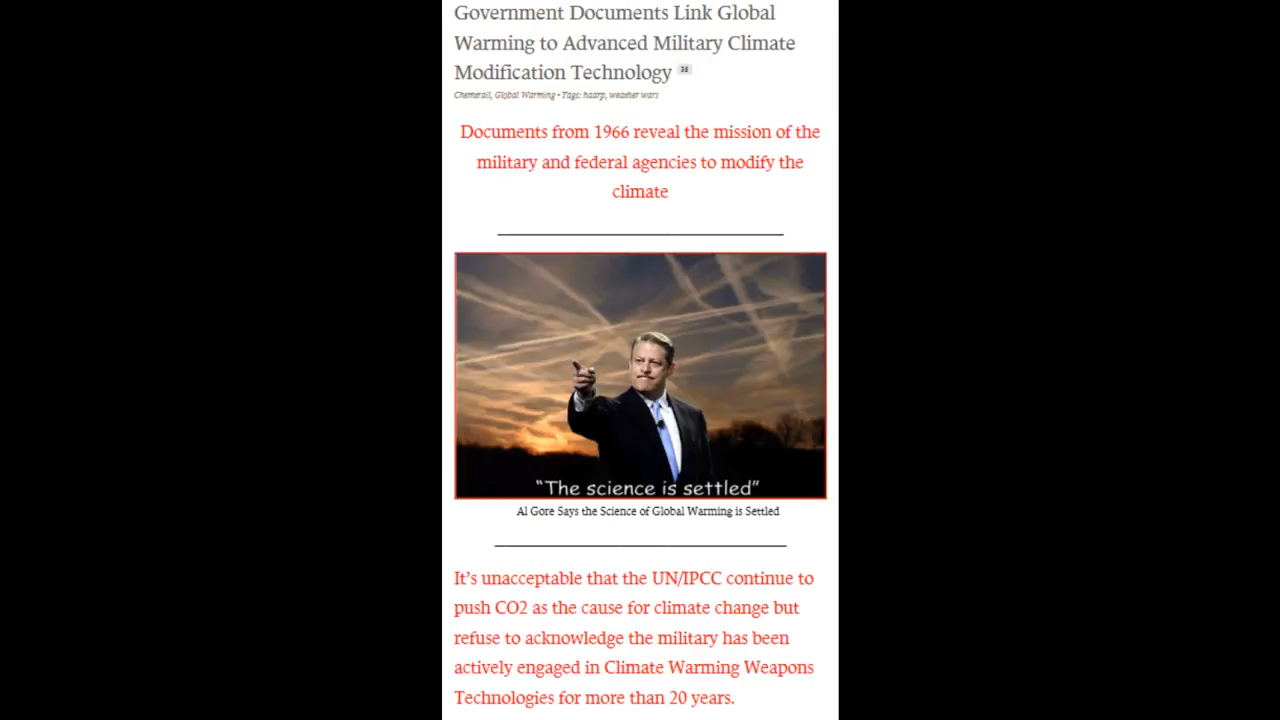 Government Documents Link Global
Warming to Advanced Military Climate
Modification Technology
Chemtrail, Global Warming • Tags: haarp, weather wars
Documents from 1966 reveal the mission of the
military and federal agencies to modify the
climate
“The science is settled”
Al Gore Says the Science of Global Warming is Settled
It’s unacceptable that the UN/IPCC continue to
push CO2 as the cause for climate change but
refuse to acknowledge the military has been
actively engaged in Climate Warming Weapons
Technologies for more than 20 years.